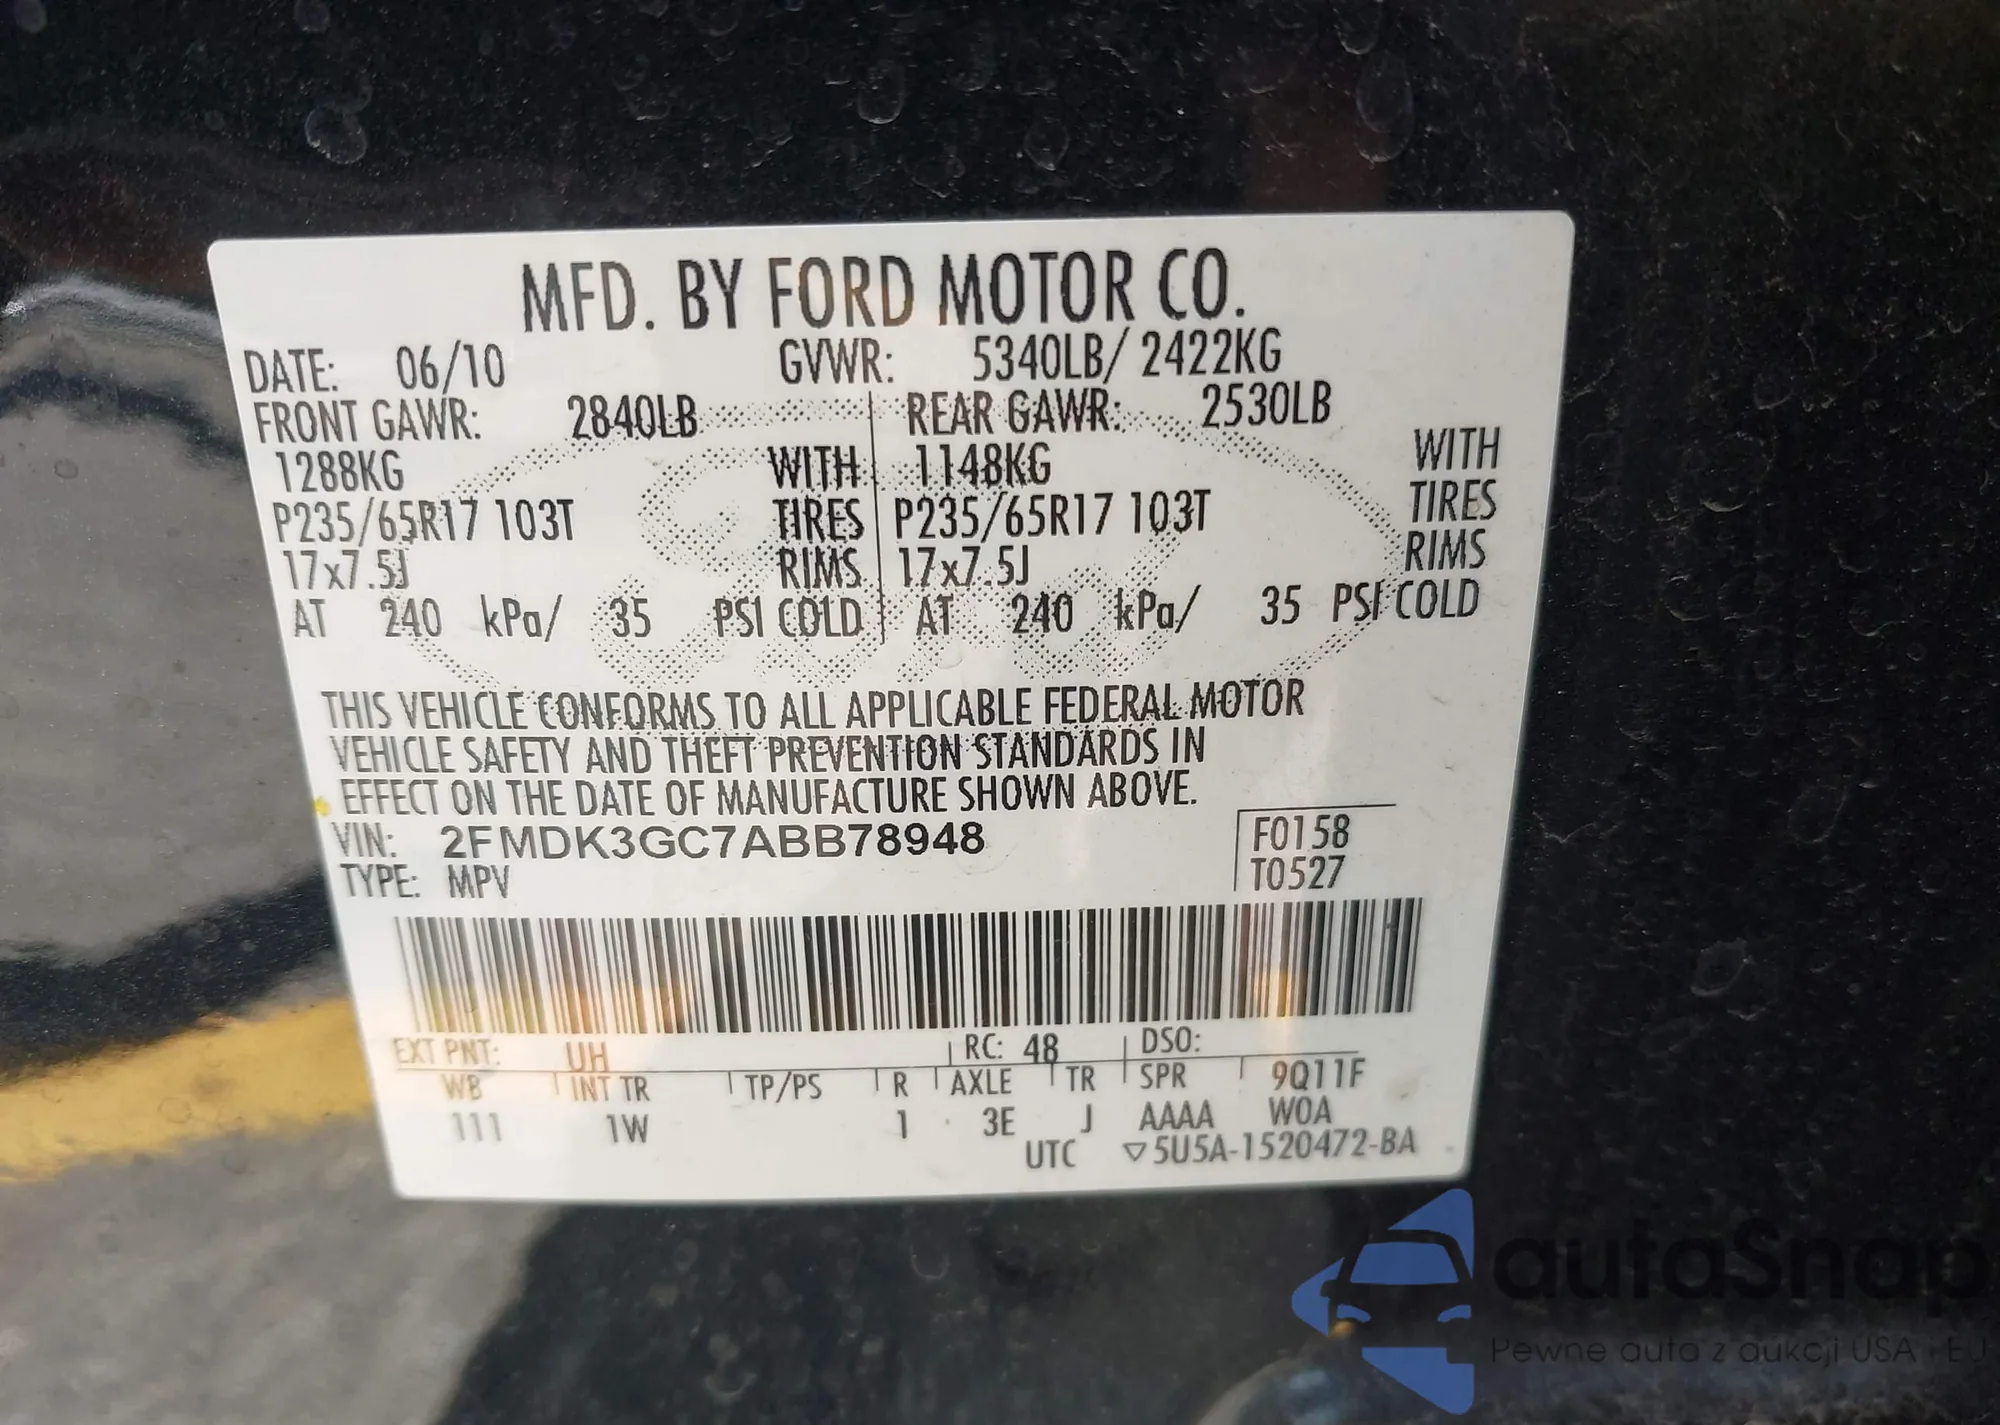 MFD. BY FORD MOTOR CO.
DATE: 06/10 GVWR: 5340LB/ 2422KG
FRONT GAWR: 2840LB REAR GAWR: 2530LB
1288KG WITH 1148KG WITH
P235/65R17 103T TIRES P235/65R17 103T TIRES
17x7.5J RIMS 17x7.5J RIMS
AT 240 kPa/ 35 PSI COLD AT 240 kPa/ 35 PSI COLD
THIS VEHICLE CONFORMS TO ALL APPLICABLE FEDERAL MOTOR
VEHICLE SAFETY AND THEFT PREVENTION STANDARDS IN
EFFECT ON THE DATE OF MANUFACTURE SHOWN ABOVE.
VIN: 2FMDK3GC7ABB78948 F0158
TYPE: MPV T0527
EXT PNT: UH RC: 48 DSO:
WB INT TR TP/PS R AXLE TR SPR 9Q11F
111 1W 1 3E J AAAA WOA
UTC ▽5U5A-1520472-BA
autoSnap
Pewne auta z aukcji USA i EU